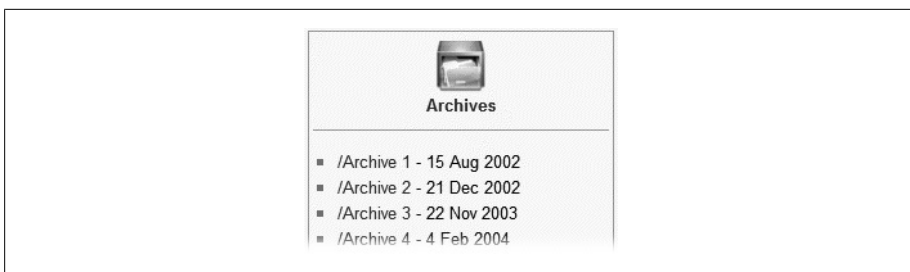 Archives
/Archive 1 - 15 Aug 2002
/Archive 2 - 21 Dec 2002
/Archive 3 - 22 Nov 2003
/Archive 4 - 4 Feb 2004